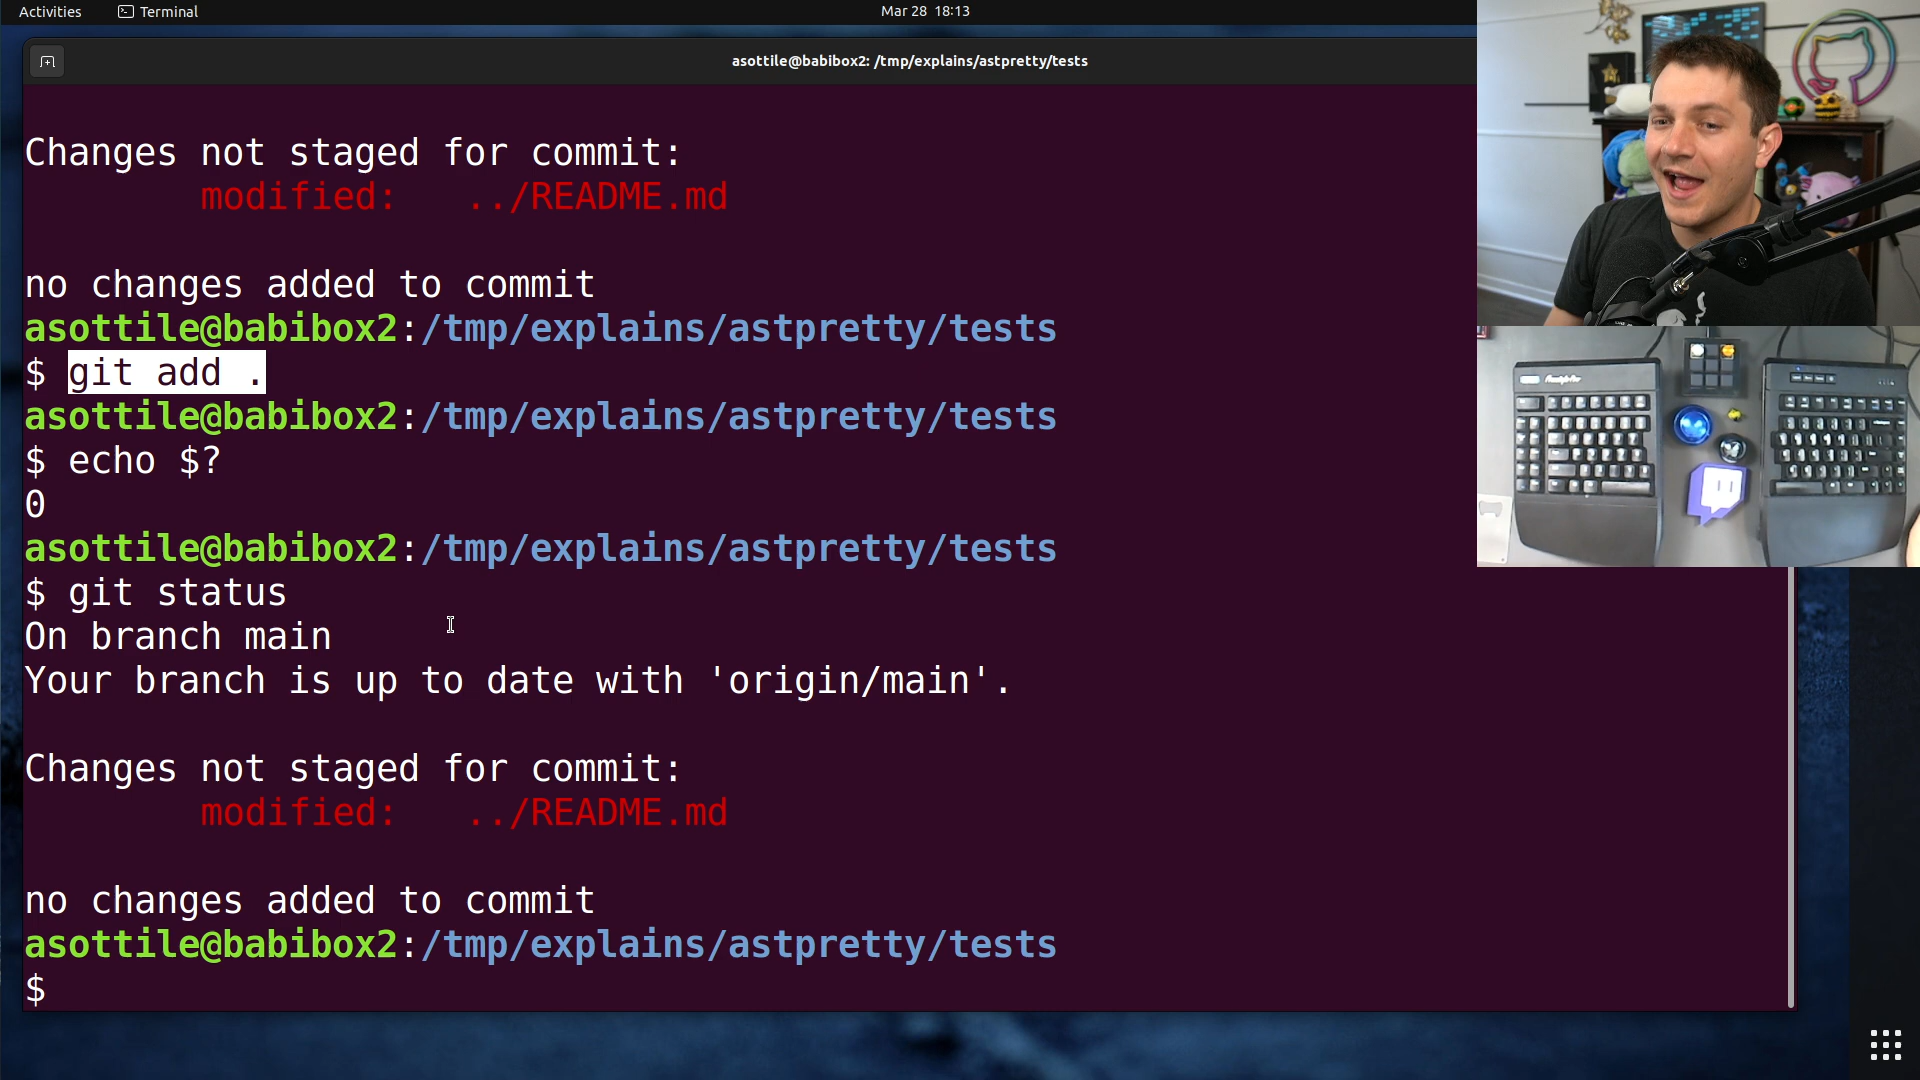 Activities
Terminal
Mar 28 18:13
asottile@babibox2: /tmp/explains/astpretty/tests
Changes not staged for commit:
modified: ../README.md
no changes added to commit
asottile@babibox2:/tmp/explains/astpretty/tests
$ git add .
asottile@babibox2:/tmp/explains/astpretty/tests
$ echo $?
0
asottile@babibox2:/tmp/explains/astpretty/tests
$ git status
On branch main
Your branch is up to date with 'origin/main'.
Changes not staged for commit:
modified: ../README.md
no changes added to commit
asottile@babibox2:/tmp/explains/astpretty/tests
$